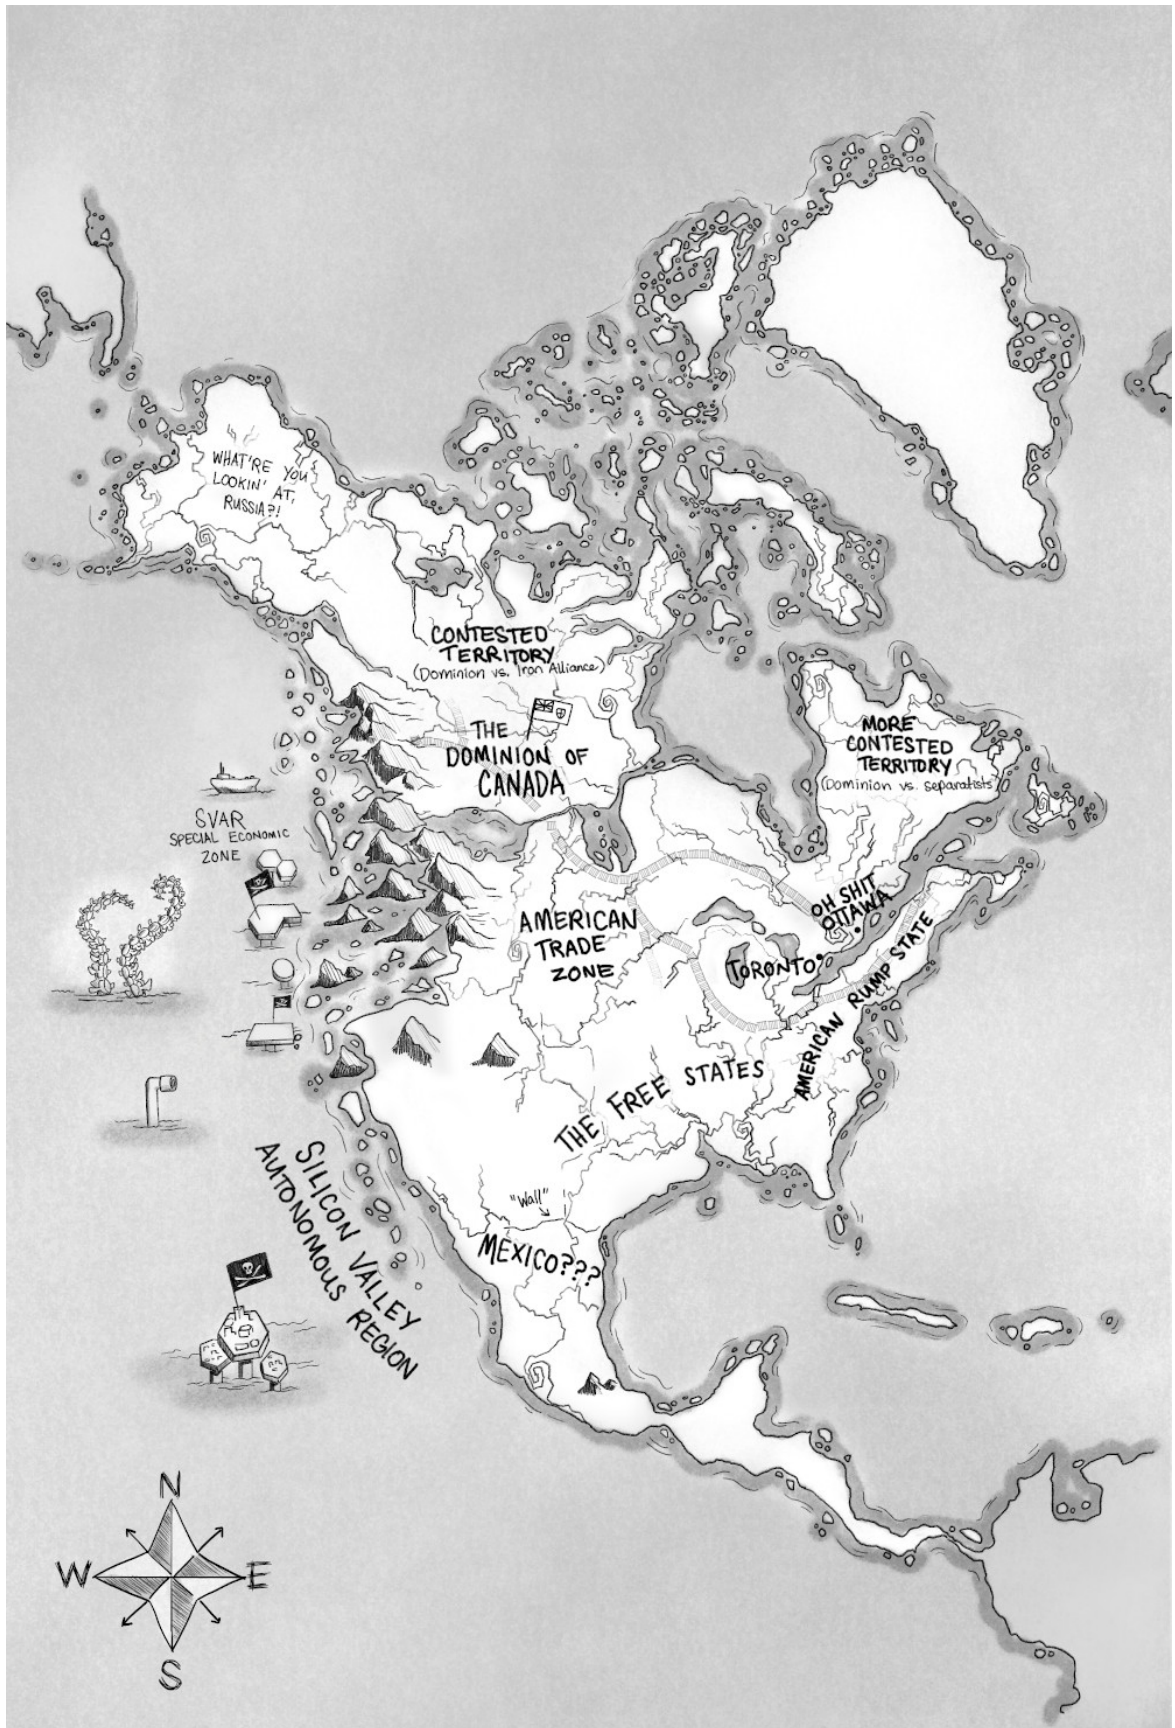 WHAT'RE YOU
LOOKIN' AT,
RUSSIA?!
CONTESTED
TERRITORY
(Dominion vs. Iron Alliance)
THE
DOMINION OF
CANADA
MORE
CONTESTED
TERRITORY
(Dominion vs. separatists)
SVAR
SPECIAL ECONOMIC
ZONE
OH SHIT
OTTAWA
AMERICAN
TRADE
ZONE
TORONTO
AMERICAN RUMP STATE
THE FREE STATES
SILICON VALLEY
AUTONOMOUS REGION
"Wall"
MEXICO???
N
W
E
S